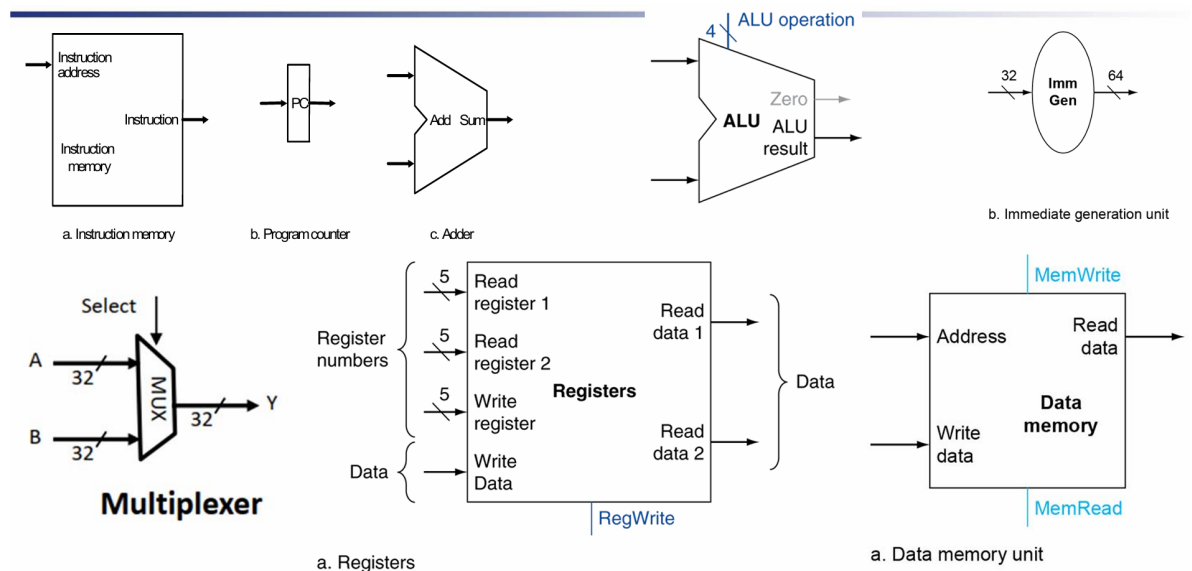 Instruction
address
Instruction
Instruction
memory
a. Instruction memory
PC
b. Program counter
Add Sum
c. Adder
4
ALU operation
Zero
ALU
ALU
result
32
Imm
Gen
64
b. Immediate generation unit
Select
A
32
B
32
MUX
32
Y
Multiplexer
Register
numbers
Data
5
Read
register 1
5
Read
register 2
5
Write
register
Write
Data
Registers
Read
data 1
Read
data 2
Data
RegWrite
a. Registers
MemWrite
Address
Read
data
Data
memory
Write
data
MemRead
a. Data memory unit